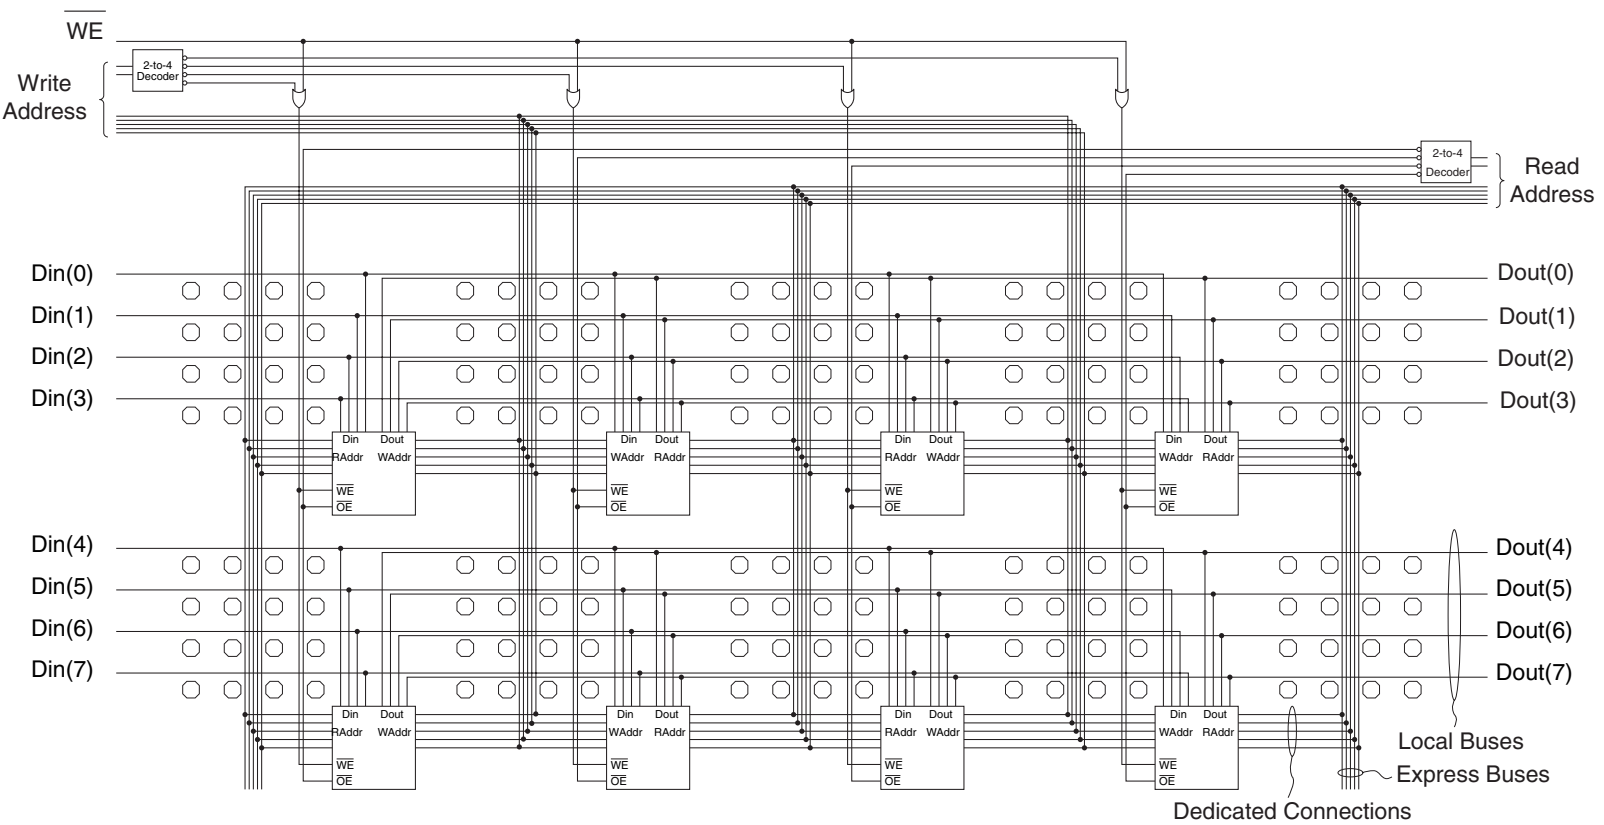 WE
2-to-4
Decoder
Write
Address
2-to-4
Decoder
Read
Address
Din(0)
Dout(0)
Din(1)
Dout(1)
Din(2)
Dout(2)
Din(3)
Dout(3)
Din Dout
RAddr WAddr
WE
OE
Din Dout
WAddr RAddr
WE
OE
Din Dout
RAddr WAddr
WE
OE
Din Dout
WAddr RAddr
WE
OE
Din(4)
Dout(4)
Din(5)
Dout(5)
Din(6)
Dout(6)
Din(7)
Dout(7)
Din Dout
RAddr WAddr
WE
OE
Din Dout
WAddr RAddr
WE
OE
Din Dout
RAddr WAddr
WE
OE
Din Dout
WAddr RAddr
WE
OE
Local Buses
Express Buses
Dedicated Connections